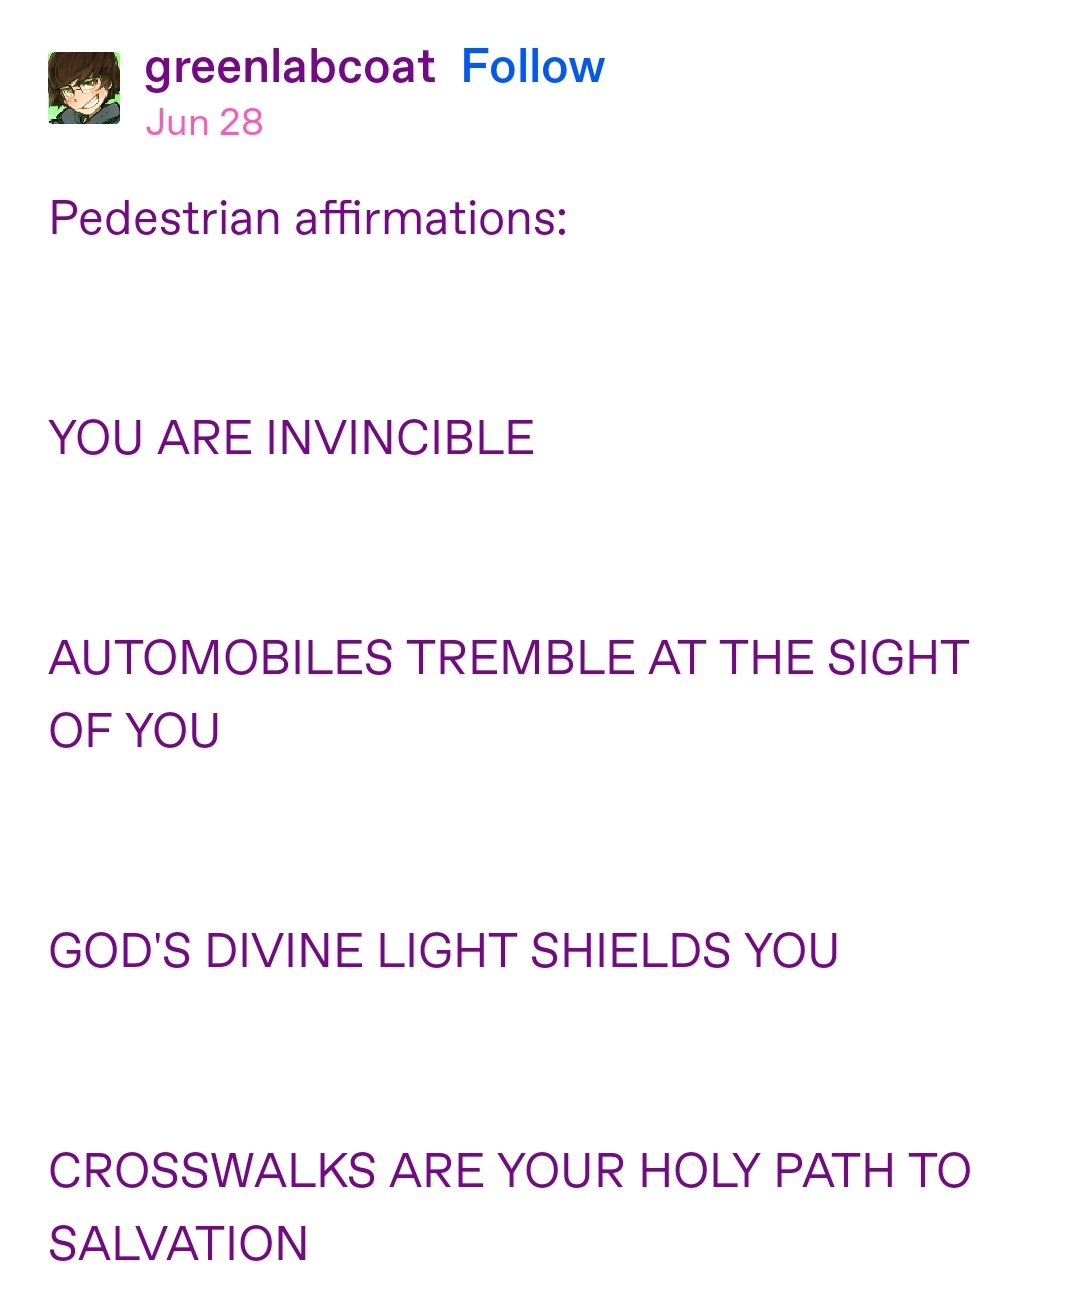 greenlabcoat Follow
Jun 28
Pedestrian affirmations:
YOU ARE INVINCIBLE
AUTOMOBILES TREMBLE AT THE SIGHT
OF YOU
GOD'S DIVINE LIGHT SHIELDS YOU
CROSSWALKS ARE YOUR HOLY PATH TO
SALVATION